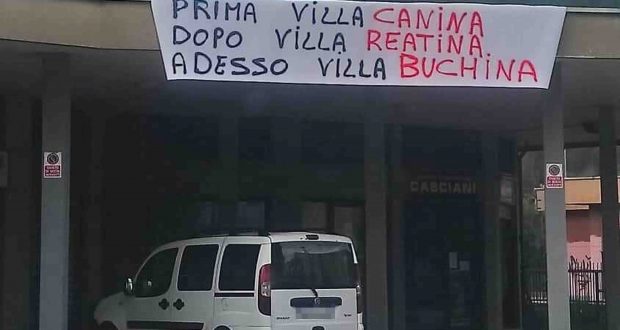 PRIMA VILLA CANINA
DOPO VILLA REATINA
ADESSO VILLA BUCHINA
CASCIANI